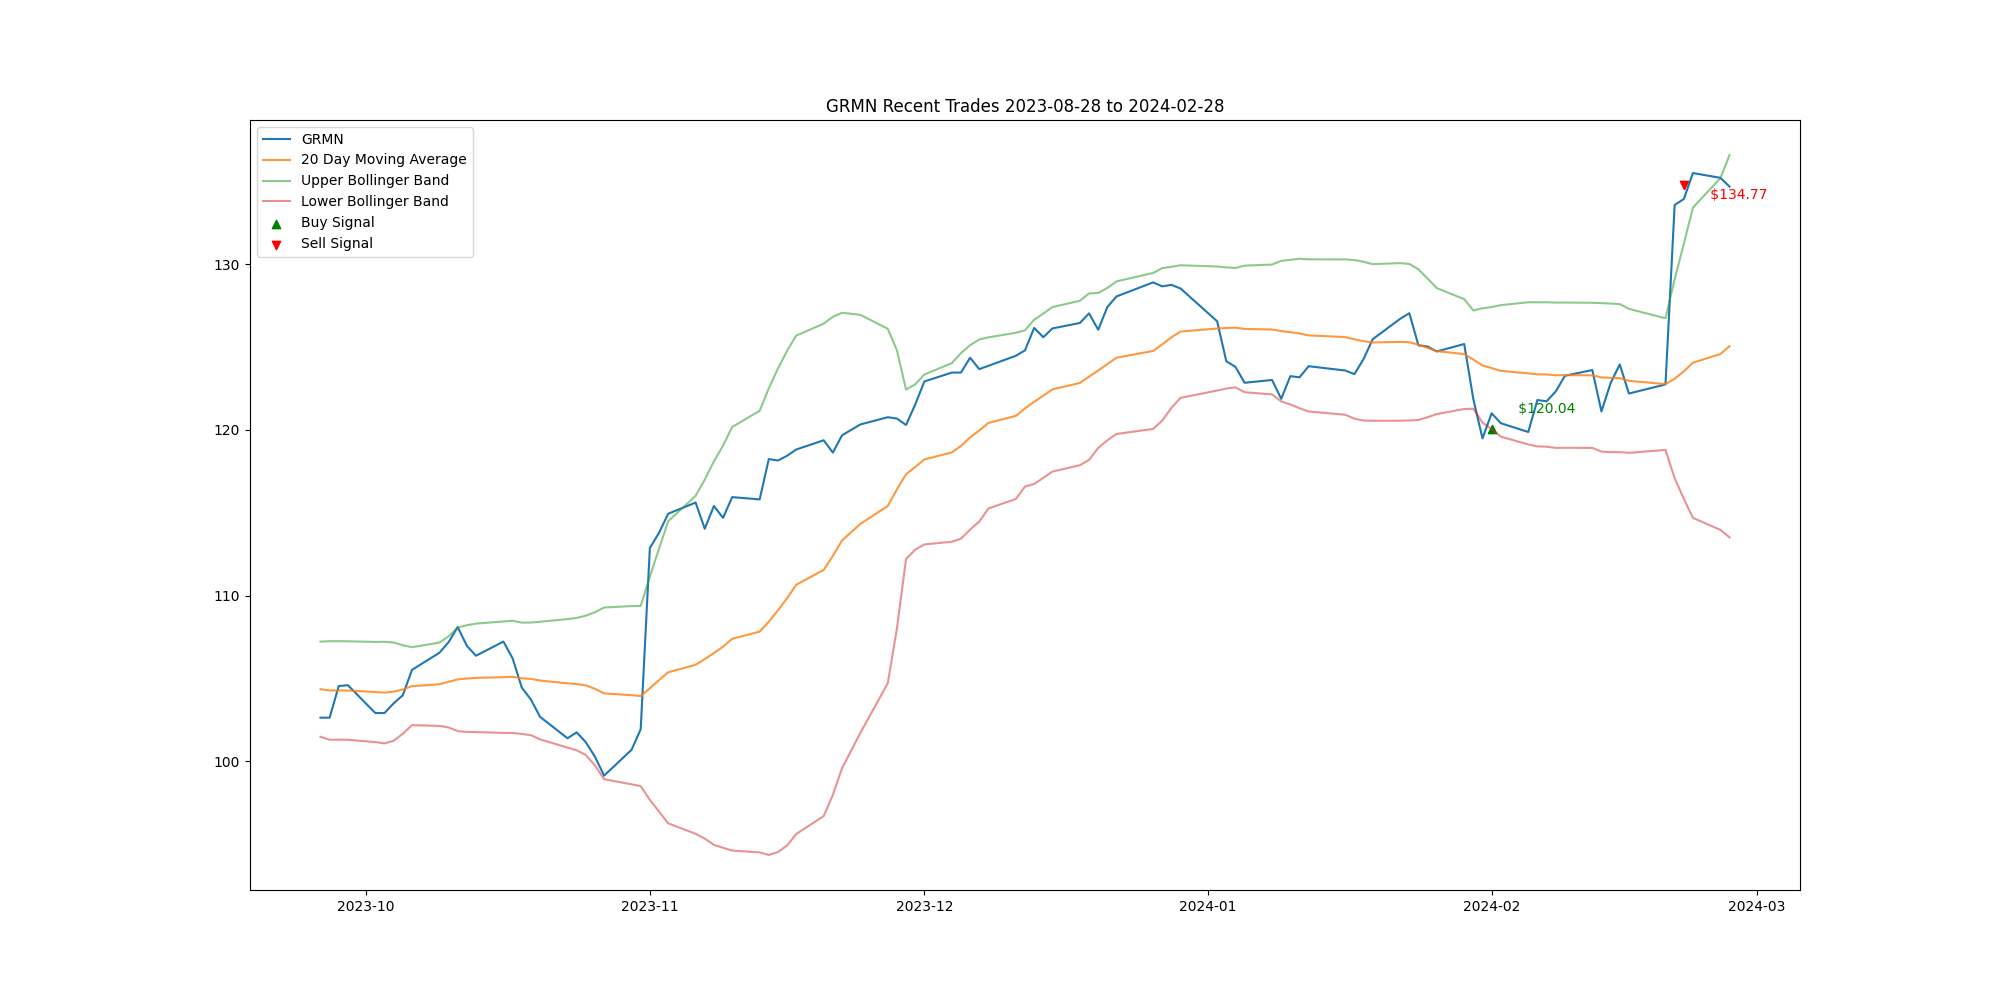 GRMN Recent Trades 2023-08-28 to 2024-02-28
GRMN
20 Day Moving Average
Upper Bollinger Band
Lower Bollinger Band
Buy Signal
Sell Signal
$134.77
$120.04
130
120
110
100
2023-10
2023-11
2023-12
2024-01
2024-02
2024-03